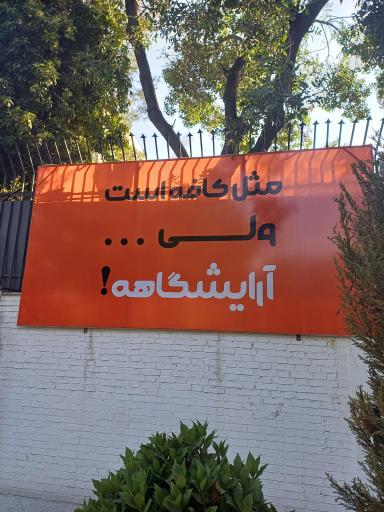 مثل کافه است
ولی ...
آرایشگاهه!